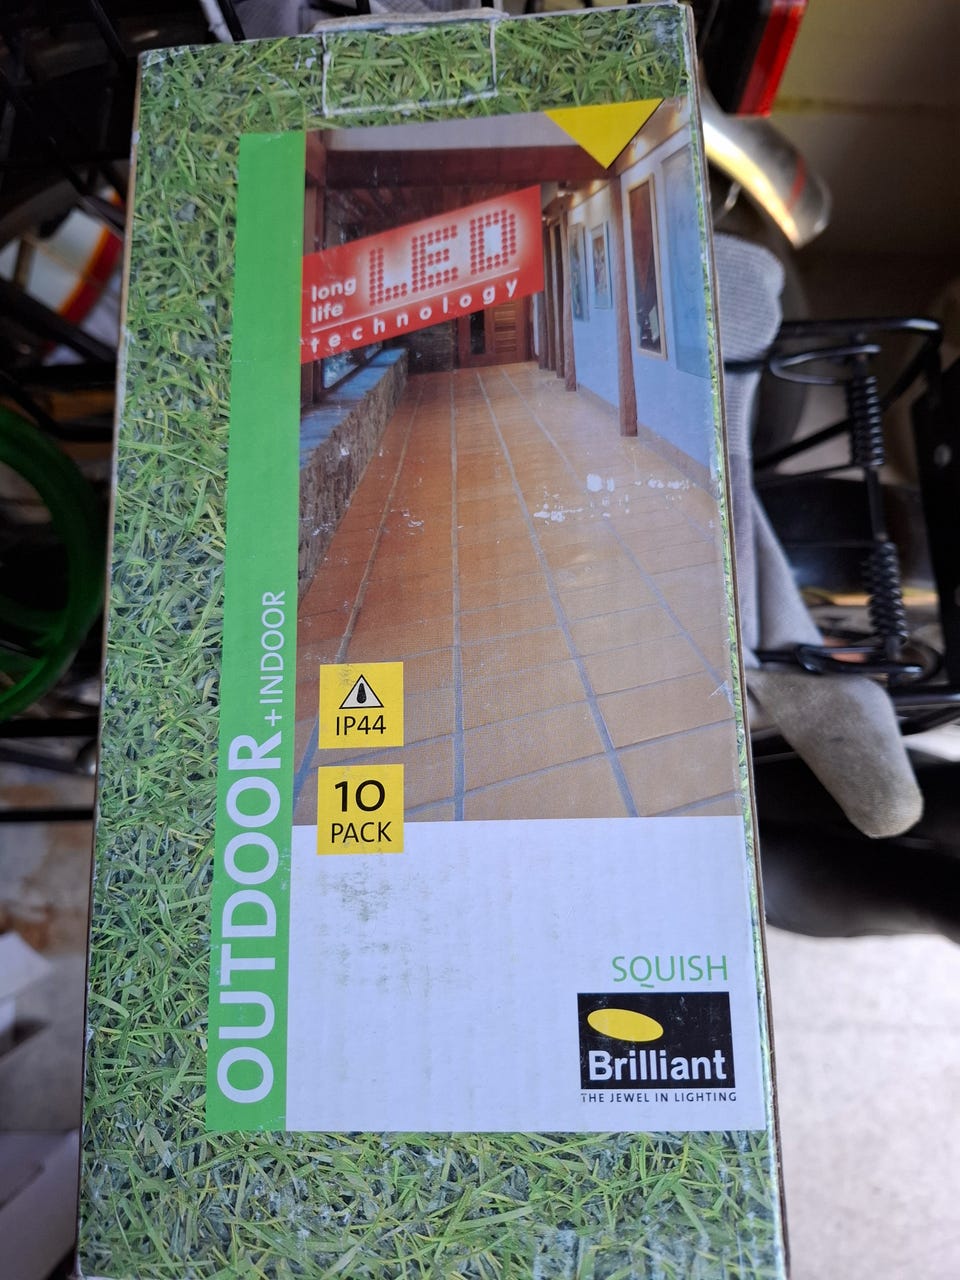 long
life
LED
technology
OUTDOOR + INDOOR
IP44
10
PACK
SQUISH
Brilliant
THE JEWEL IN LIGHTING